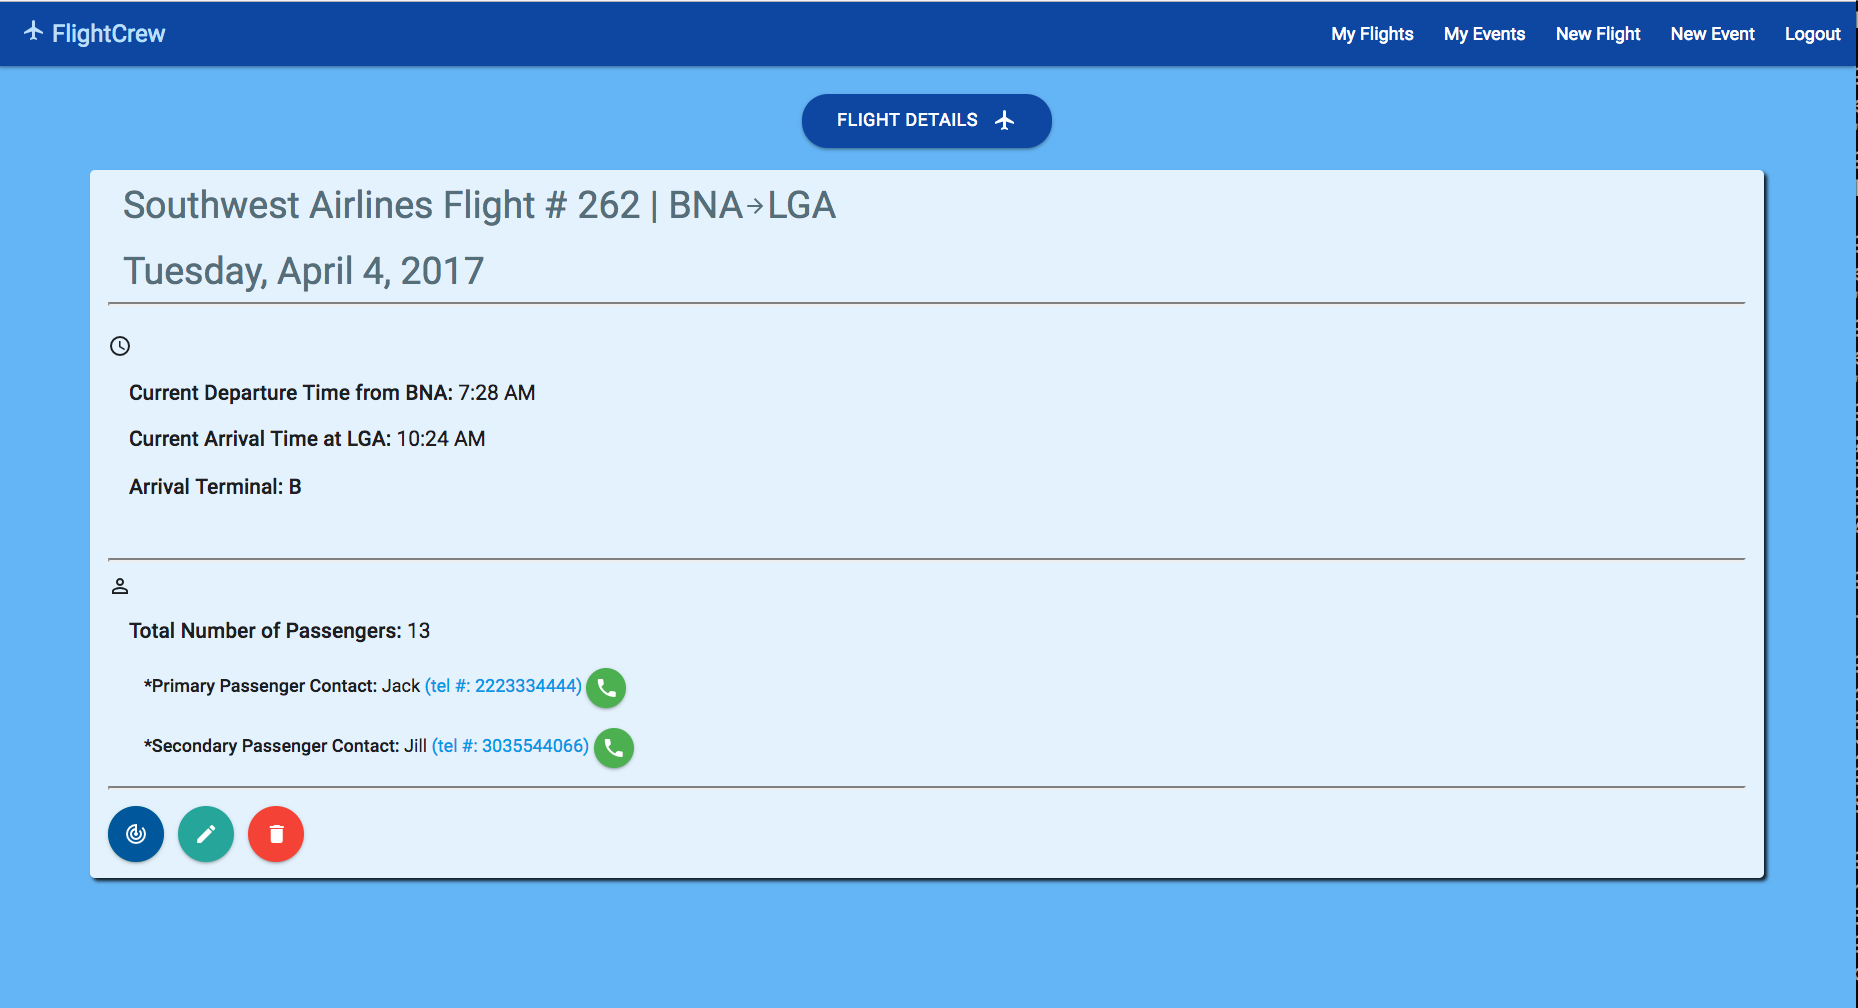 FlightCrew
My Flights
My Events
New Flight
New Event
Logout
FLIGHT DETAILS
Southwest Airlines Flight # 262 | BNA→LGA
Tuesday, April 4, 2017
Current Departure Time from BNA: 7:28 AM
Current Arrival Time at LGA: 10:24 AM
Arrival Terminal: B
Total Number of Passengers: 13
*Primary Passenger Contact: Jack (tel #: 2223334444)
*Secondary Passenger Contact: Jill (tel #: 3035544066)